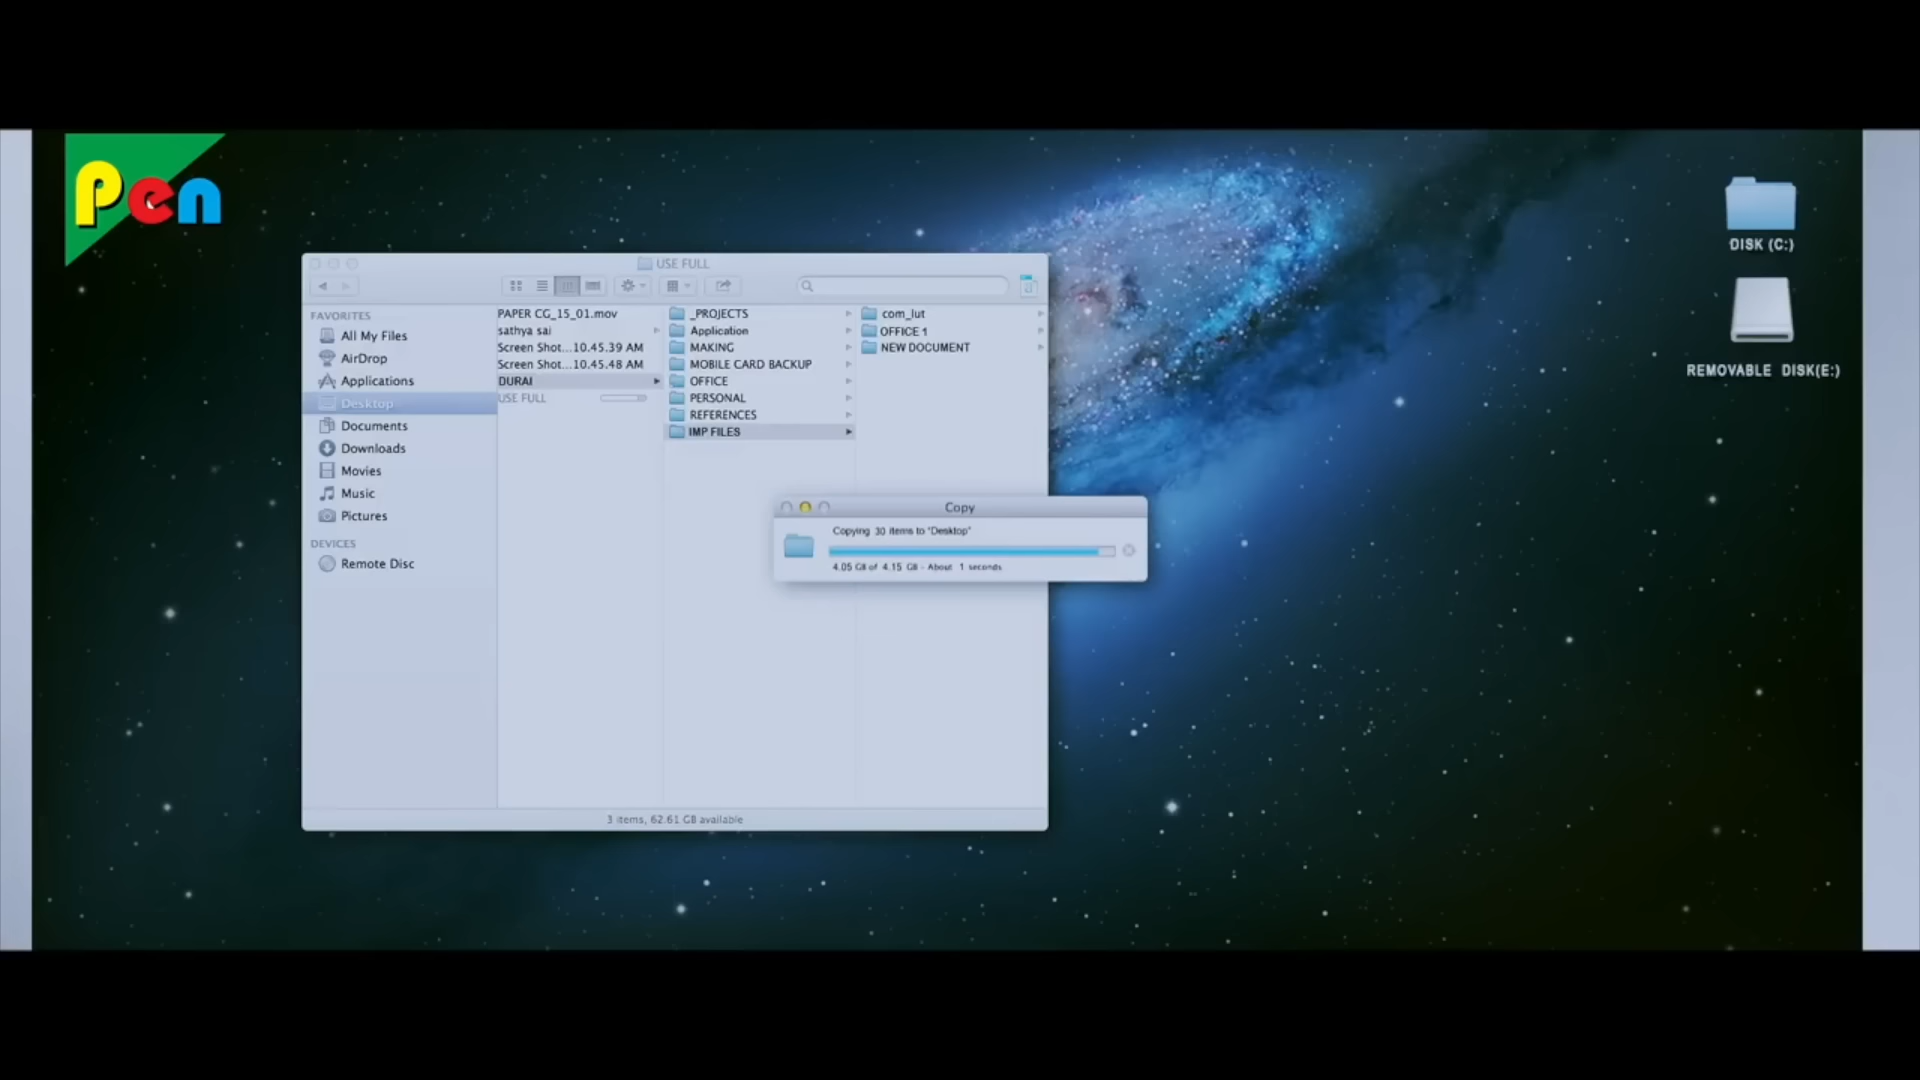 Pen
DISK (C:)
REMOVABLE DISK(E:)
USE FULL
FAVORITES
All My Files
AirDrop
Applications
Desktop
Documents
Downloads
Movies
Music
Pictures
DEVICES
Remote Disc
PAPER CG_15_01.mov
sathya sai
Screen Shot...10.45.39 AM
Screen Shot...10.45.48 AM
DURAI
USE FULL
_PROJECTS
Application
MAKING
MOBILE CARD BACKUP
OFFICE
PERSONAL
REFERENCES
IMP FILES
com_lut
OFFICE 1
NEW DOCUMENT
Copy
Copying 30 items to "Desktop"
4.05 GB of 4.15 GB - About 1 seconds
3 items, 62.61 GB available